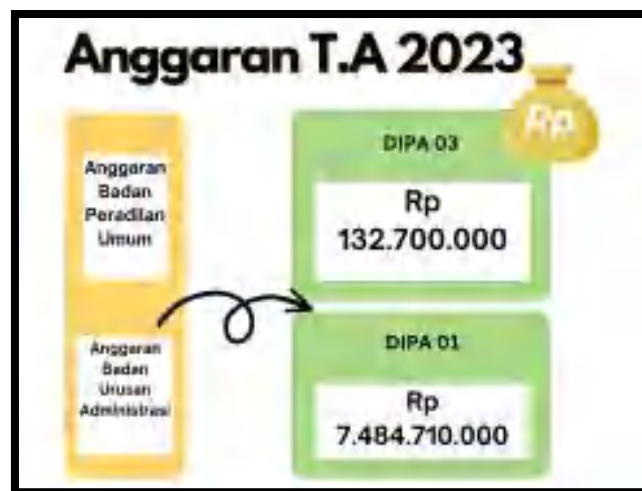 Anggaran T.A 2023
Rp
Anggaran
Badan
Peradilan
Umum
DIPA 03
Rp
132.700.000
Anggaran
Badan
Urusan
Administrasi
DIPA 01
Rp
7.484.710.000